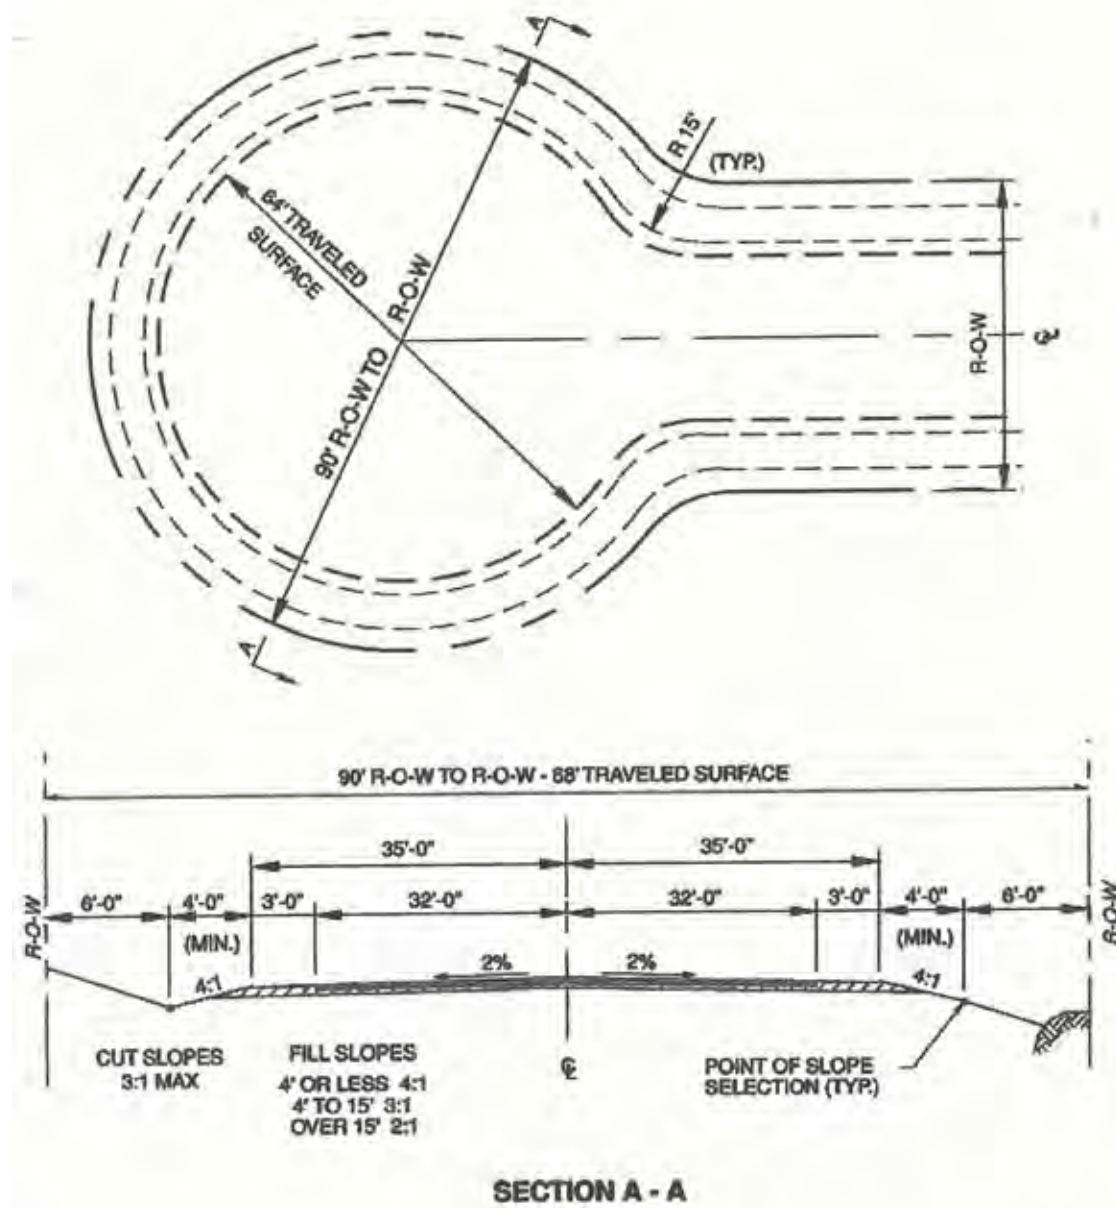 A
R 15'
(TYP.)
64' TRAVELED
SURFACE
90' R-O-W TO R-O-W
R-O-W
℄
A
90' R-O-W TO R-O-W - 68' TRAVELED SURFACE
35'-0" 35'-0"
R-O-W 6'-0" 4'-0" 3'-0" 32'-0" 32'-0" 3'-0" 4'-0" 6'-0" R-O-W
(MIN.) (MIN.)
2% 2%
4:1 4:1
CUT SLOPES
3:1 MAX
FILL SLOPES
4' OR LESS 4:1
4' TO 15' 3:1
OVER 15' 2:1
℄
POINT OF SLOPE
SELECTION (TYP.)
SECTION A - A